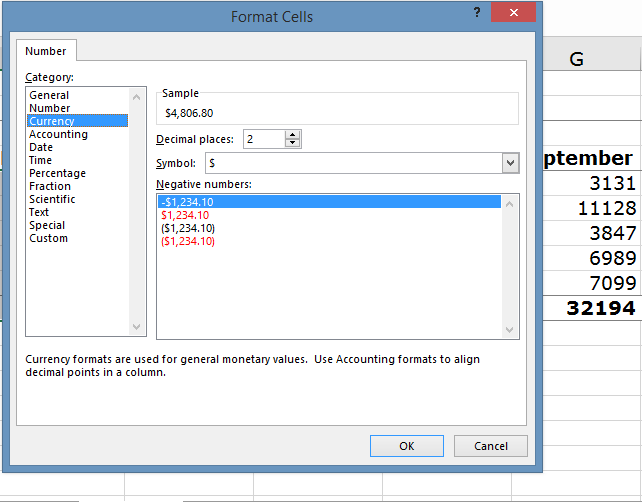 Format Cells
?
x
Number
Category:
General
Number
Currency
Accounting
Date
Time
Percentage
Fraction
Scientific
Text
Special
Custom
Sample
$4,806.80
Decimal places: 2
Symbol: $
Negative numbers:
-$1,234.10
$1,234.10
($1,234.10)
($1,234.10)
Currency formats are used for general monetary values. Use Accounting formats to align
decimal points in a column.
OK Cancel
G
ptember
3131
11128
3847
6989
7099
32194